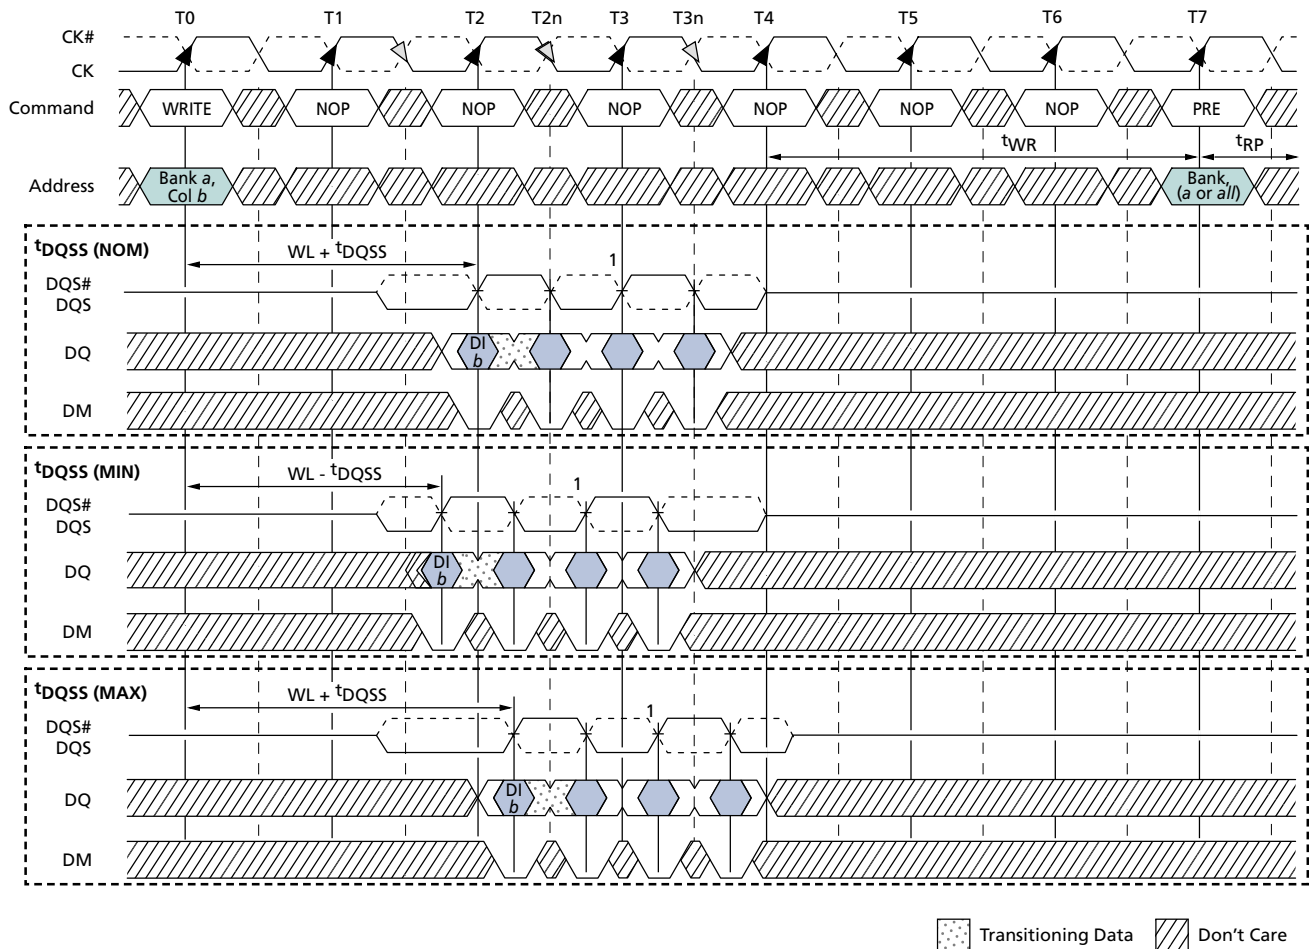 T0 T1 T2 T2n T3 T3n T4 T5 T6 T7
CK#
CK
Command WRITE NOP NOP NOP NOP NOP NOP PRE
tWR tRP
Address Bank a, Col b Bank, (a or all)
tDQSS (NOM)
WL + tDQSS 1
DQS#
DQS
DQ DI b
DM
tDQSS (MIN)
WL - tDQSS 1
DQS#
DQS
DQ DI b
DM
tDQSS (MAX)
WL + tDQSS 1
DQS#
DQS
DQ DI b
DM
Transitioning Data Don't Care